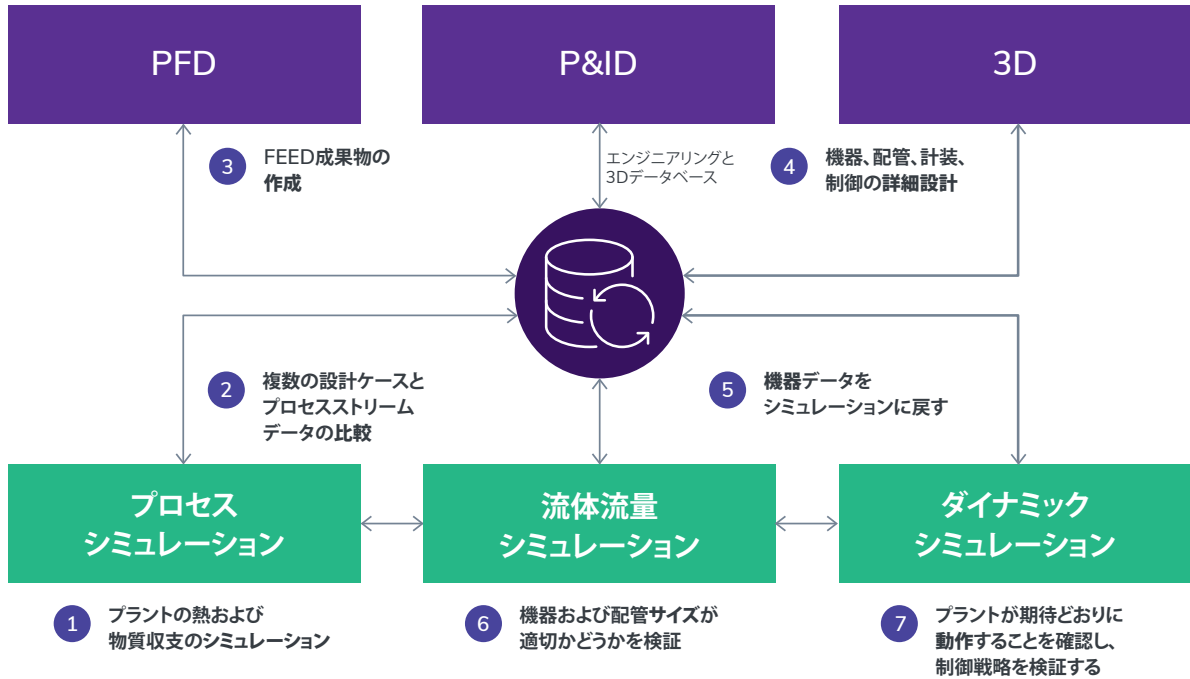 PFD
P&ID
3D
3
FEED成果物の
作成
エンジニアリングと
3Dデータベース
4
機器、配管、計装、
制御の詳細設計
2
複数の設計ケースと
プロセスストリーム
データの比較
5
機器データを
シミュレーションに戻す
プロセス
シミュレーション
流体流量
シミュレーション
ダイナミック
シミュレーション
1
プラントの熱および
物質収支のシミュレーション
6
機器および配管サイズが
適切かどうかを検証
7
プラントが期待どおりに
動作することを確認し、
制御戦略を検証する